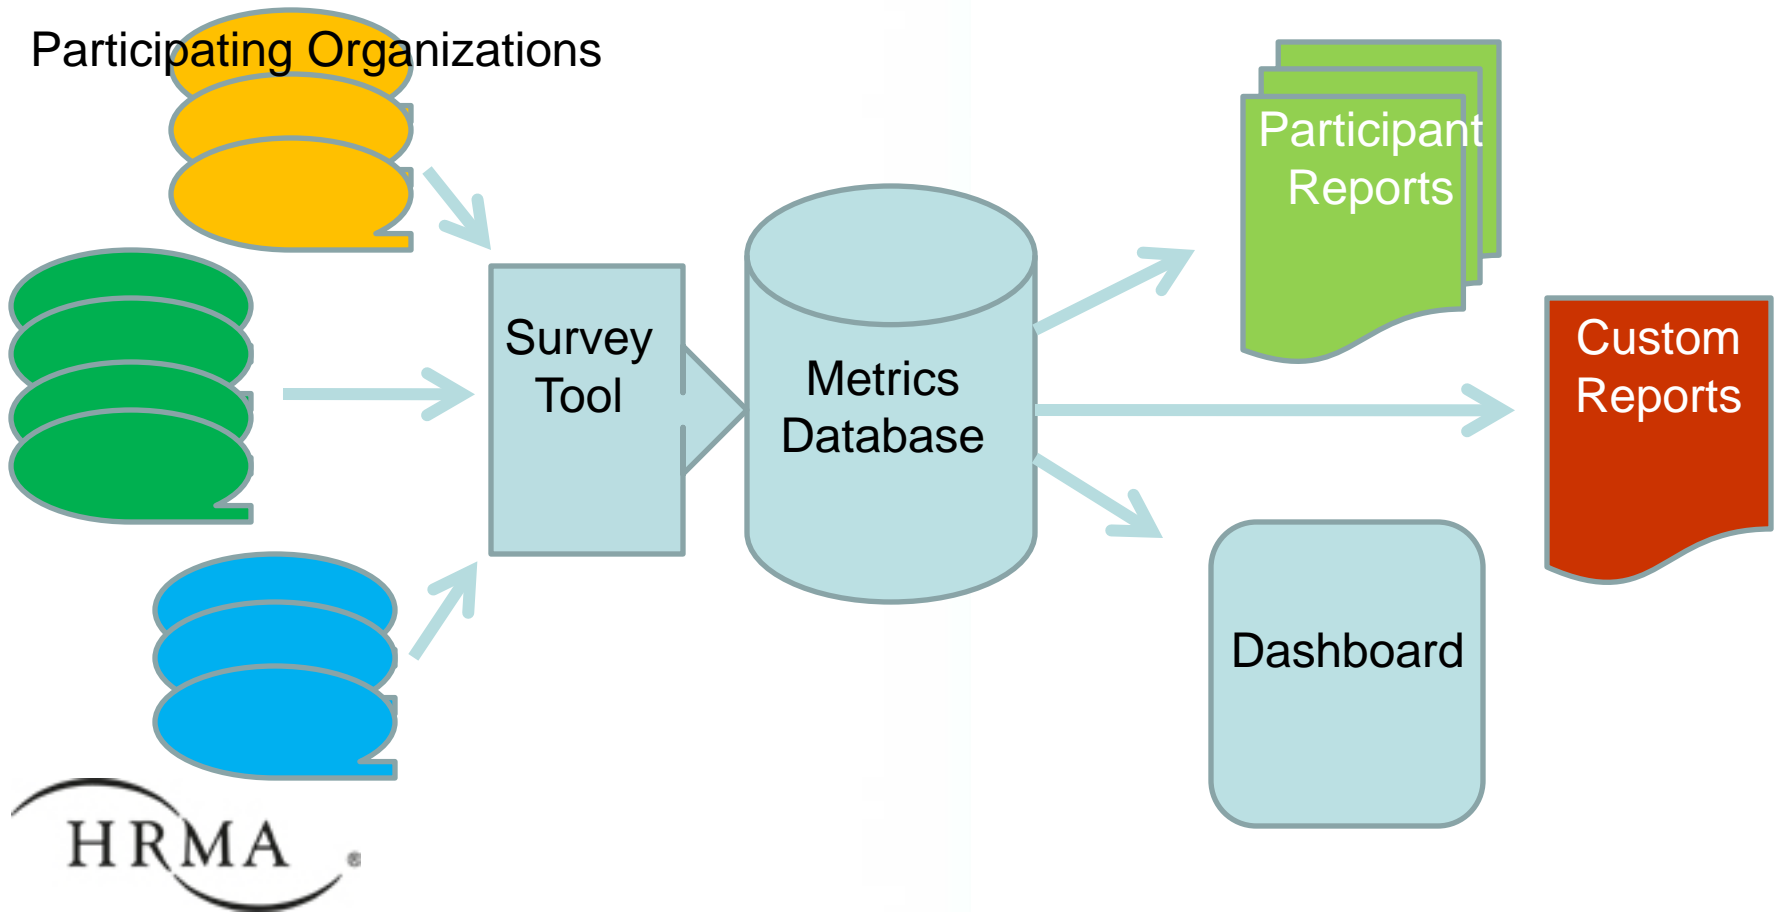 Participating Organizations
Survey
Tool
Metrics
Database
Participant
Reports
Custom
Reports
Dashboard
HRMA ®